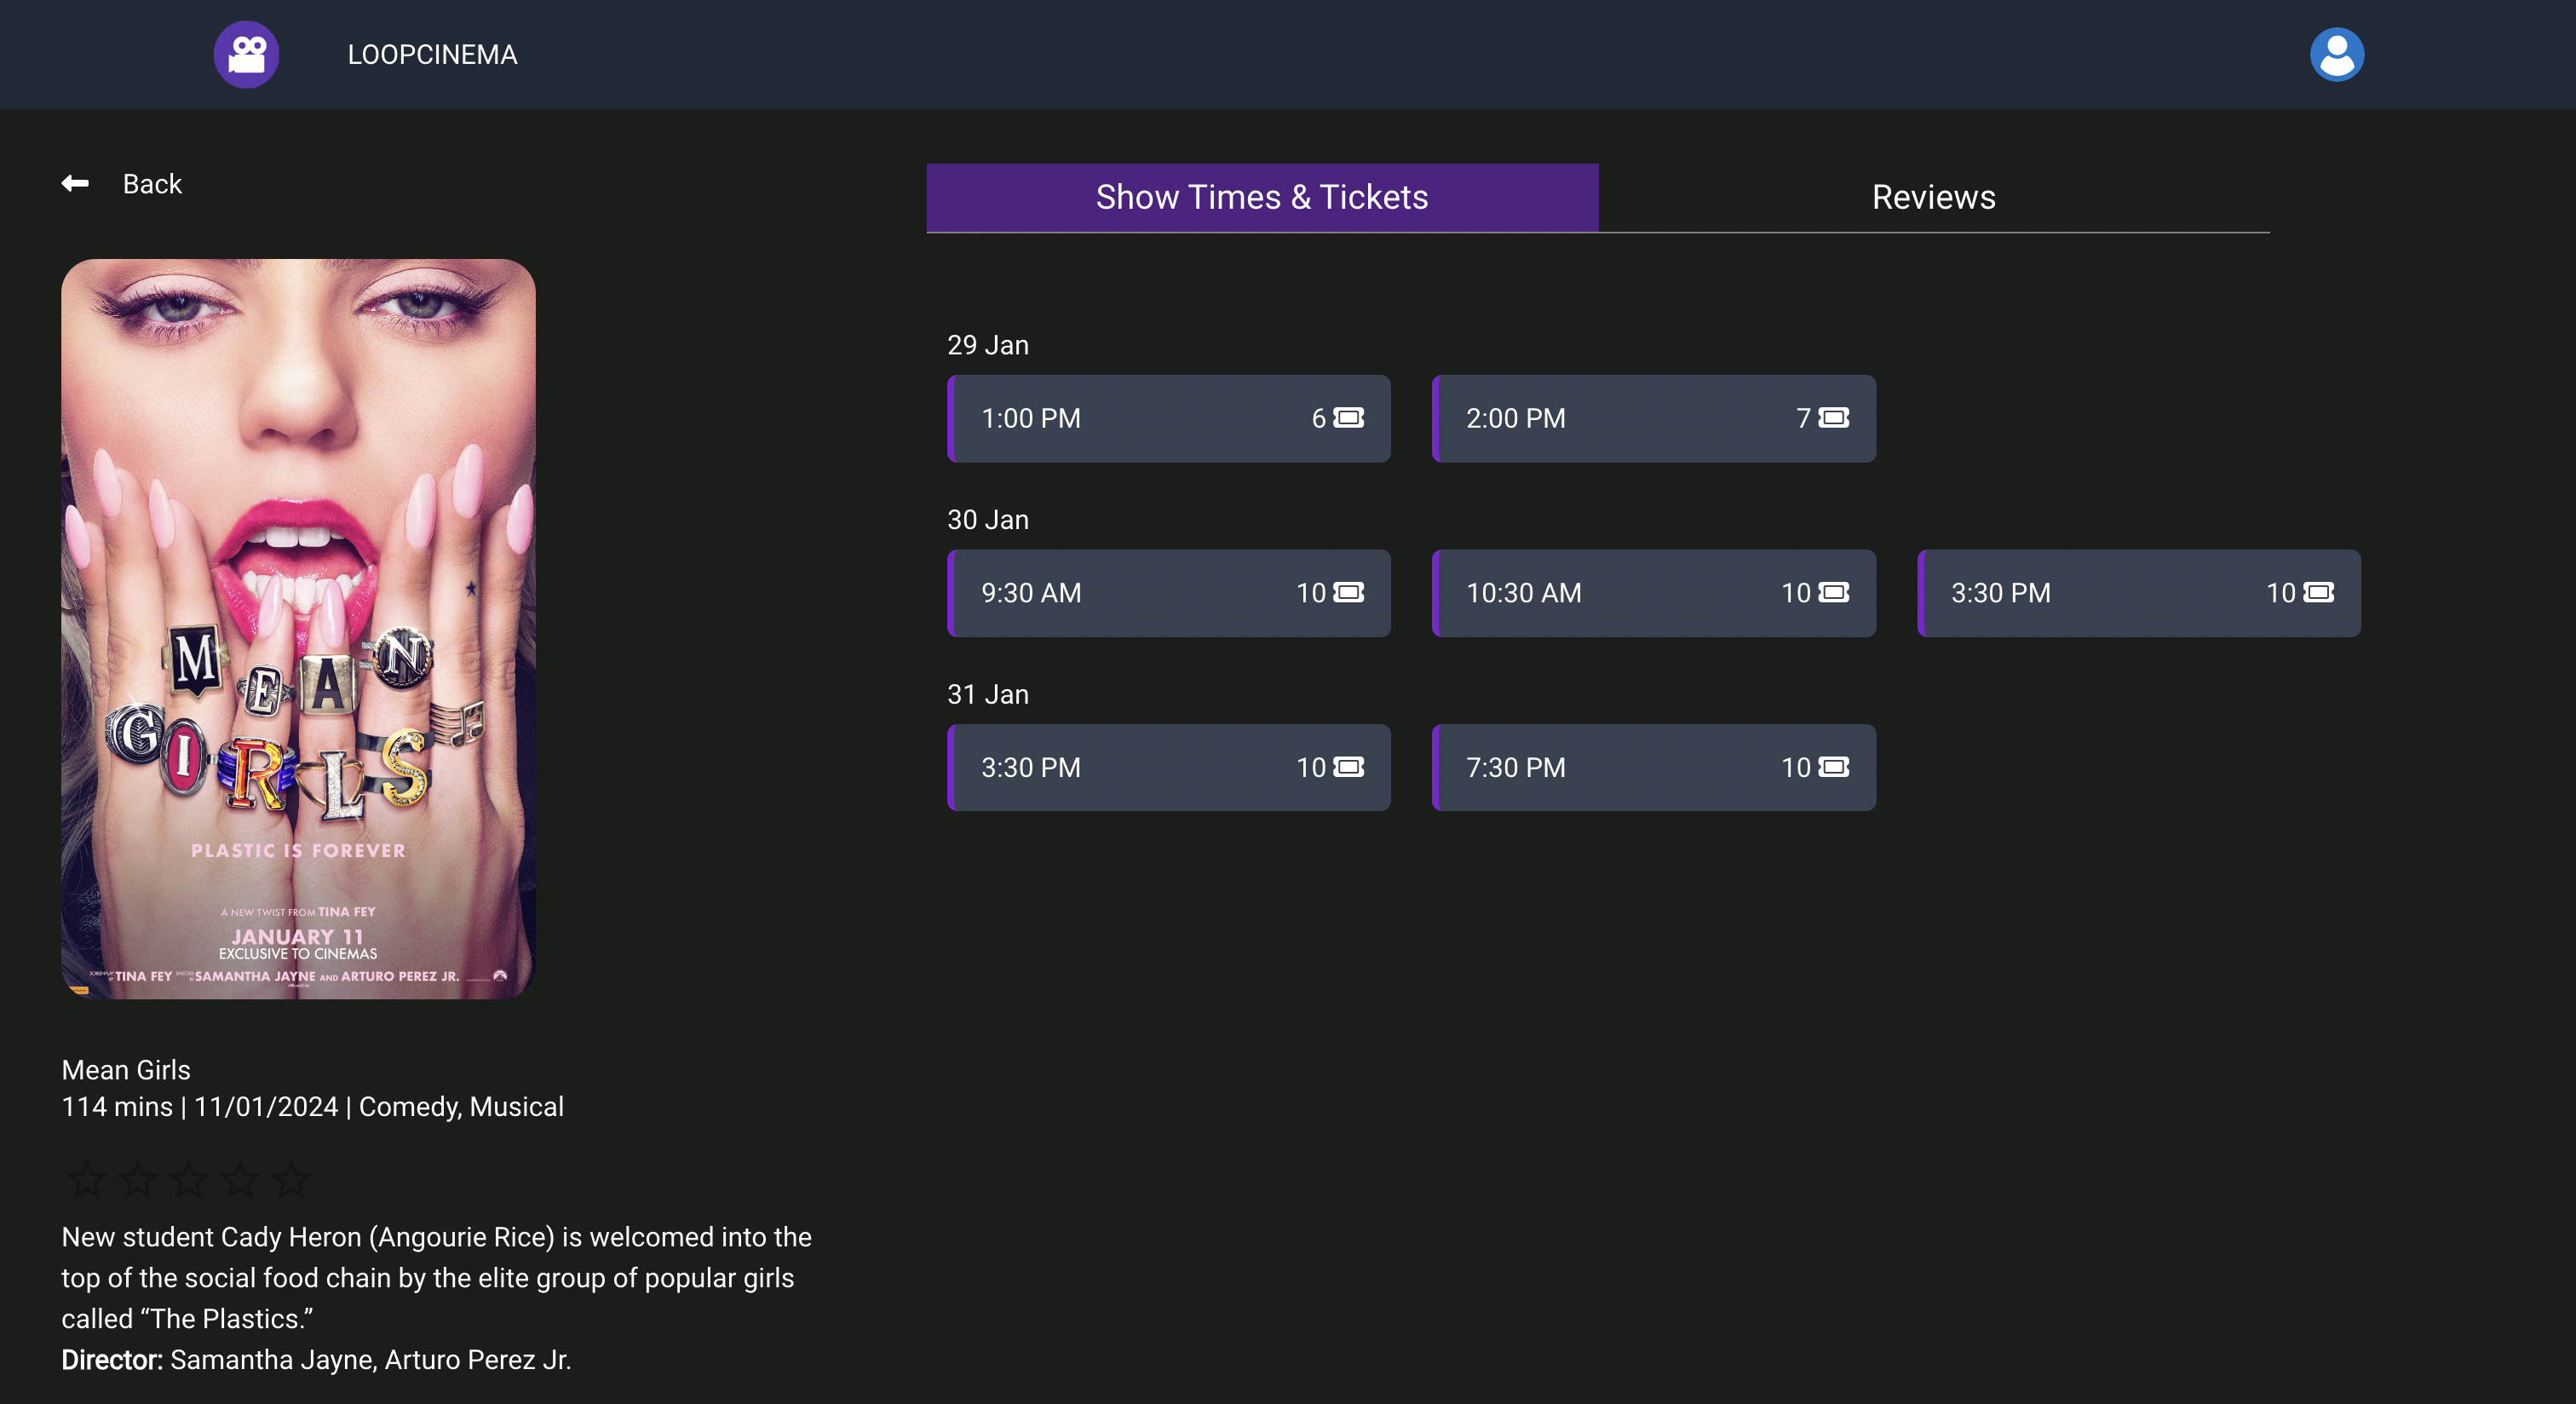 LOOPCINEMA
Back
Show Times & Tickets
Reviews
MEAN
GIRLS
PLASTIC IS FOREVER
A NEW TWIST FROM TINA FEY
JANUARY 11
EXCLUSIVE TO CINEMAS
TINA FEY SAMANTHA JAYNE AND ARTURO PEREZ JR.
Mean Girls
114 mins | 11/01/2024 | Comedy, Musical
New student Cady Heron (Angourie Rice) is welcomed into the
top of the social food chain by the elite group of popular girls
called “The Plastics.”
Director: Samantha Jayne, Arturo Perez Jr.
29 Jan
1:00 PM 6
2:00 PM 7
30 Jan
9:30 AM 10
10:30 AM 10
3:30 PM 10
31 Jan
3:30 PM 10
7:30 PM 10